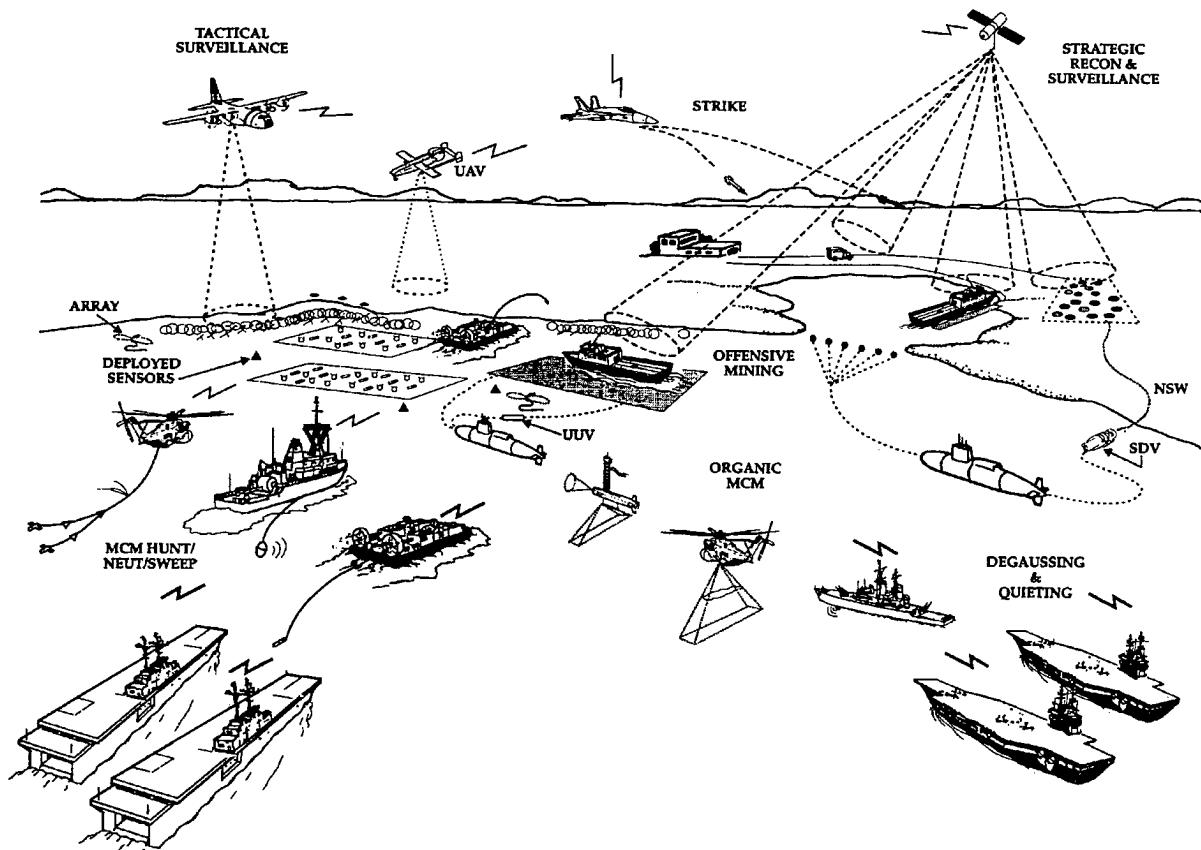 TACTICAL
SURVEILLANCE
STRATEGIC
RECON &
SURVEILLANCE
STRIKE
UAV
ARRAY
DEPLOYED
SENSORS
OFFENSIVE
MINING
NSW
UUV
SDV
ORGANIC
MCM
MCM HUNT/
NEUT/SWEEP
DEGAUSSING
&
QUIETING